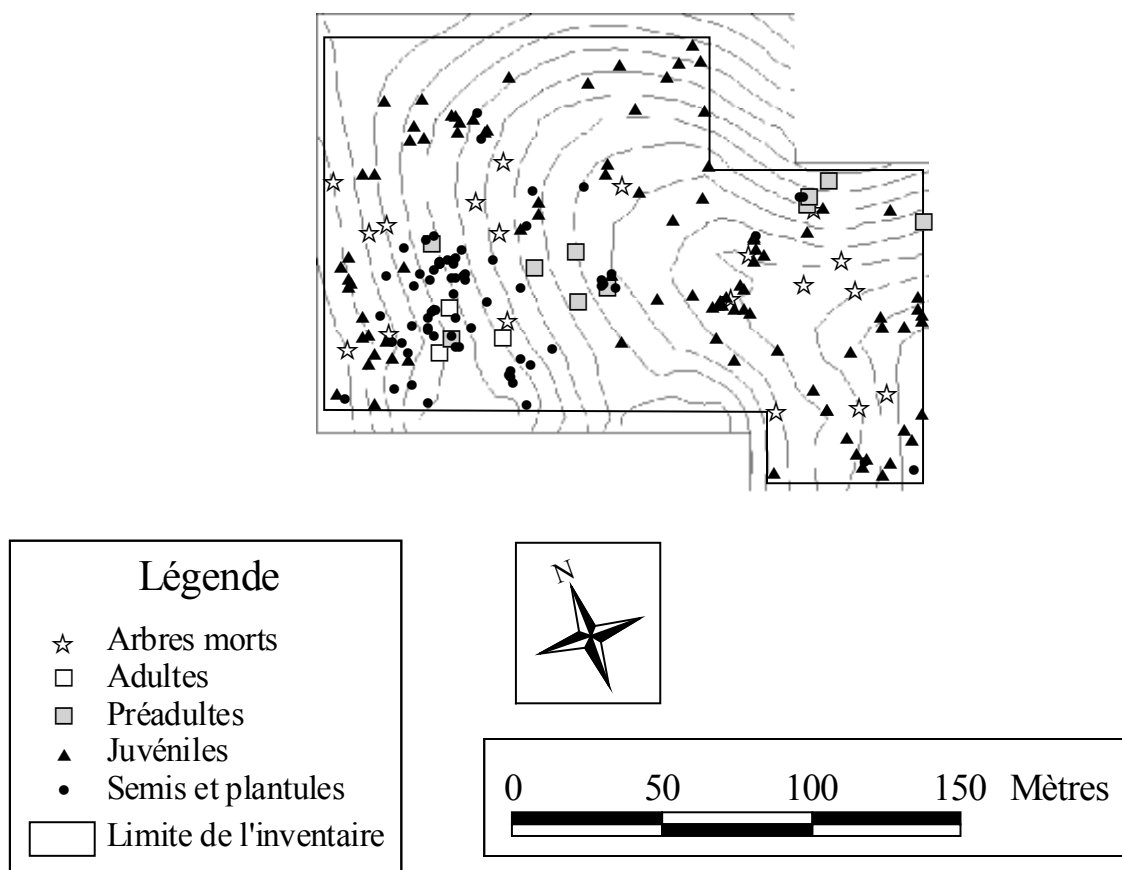 Légende
Arbres morts
Adultes
Préadultes
Juvéniles
Semis et plantules
Limite de l'inventaire
N
0 50 100 150 Mètres